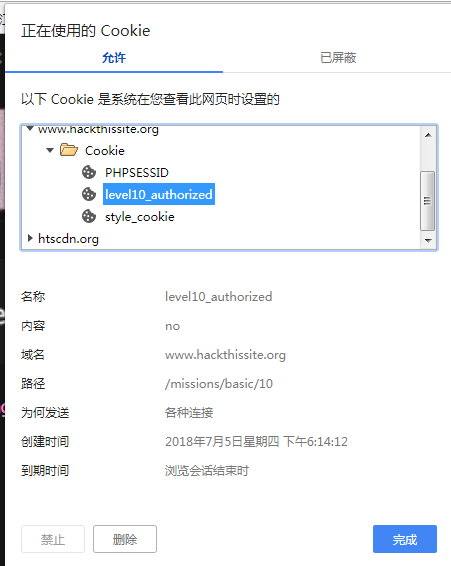 正在使用的 Cookie
允许 已屏蔽
以下 Cookie 是系统在您查看此网页时设置的
www.hackthissite.org
Cookie
PHPSESSID
level10_authorized
style_cookie
htscdn.org
名称 level10_authorized
内容 no
域名 www.hackthissite.org
路径 /missions/basic/10
为何发送 各种连接
创建时间 2018年7月5日星期四 下午6:14:12
到期时间 浏览会话结束时
禁止 删除 完成